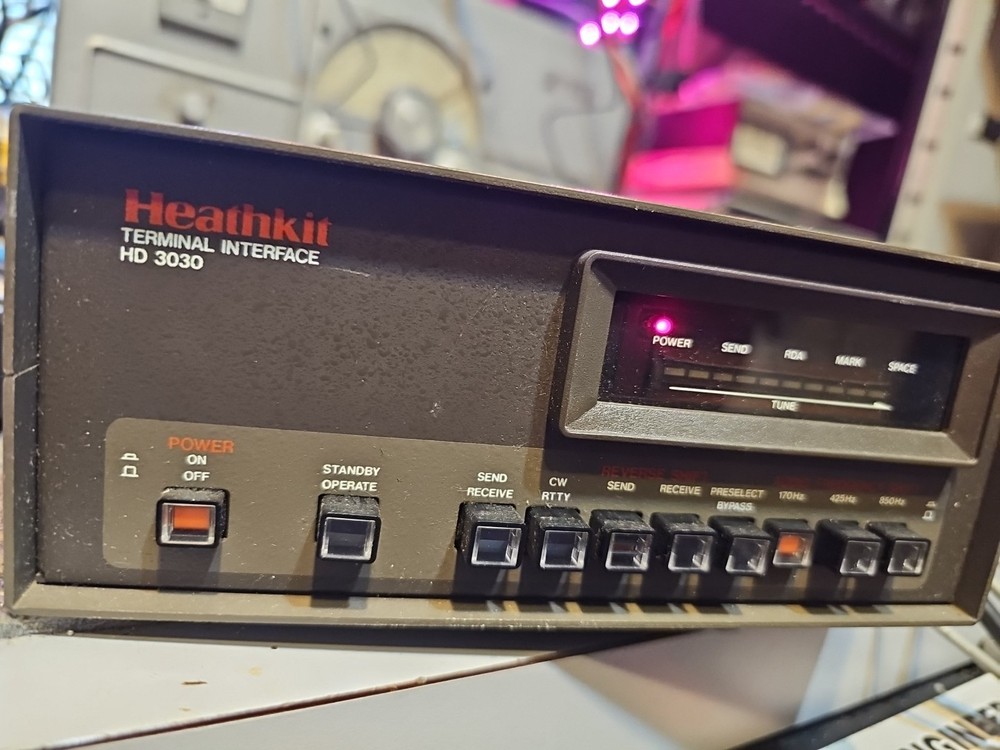 Heathkit
TERMINAL INTERFACE
HD 3030
POWER SEND RDA MARK SPACE
TUNE
POWER
ON
OFF
STANDBY
OPERATE
SEND
RECEIVE
CW
RTTY
REVERSE
SEND
RECEIVE
PRESELECT
BYPASS
170Hz
425Hz
850Hz